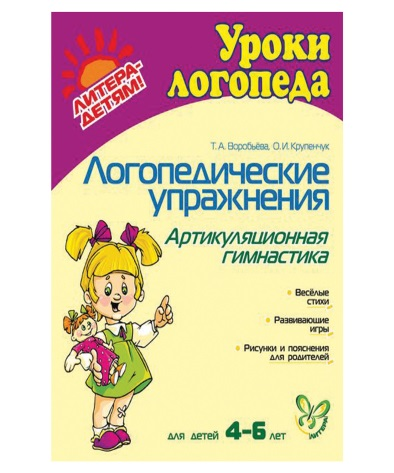 ЛИТЕРА-
ДЕТЯМ!
Уроки
логопеда
Т. А. Воробьёва, О. И. Крупенчук
Логопедические
упражнения
Артикуляционная
гимнастика
Весёлые
стихи
Развивающие
игры
Рисунки и пояснения
для родителей
для детей 4–6 лет
ЛИТЕРА